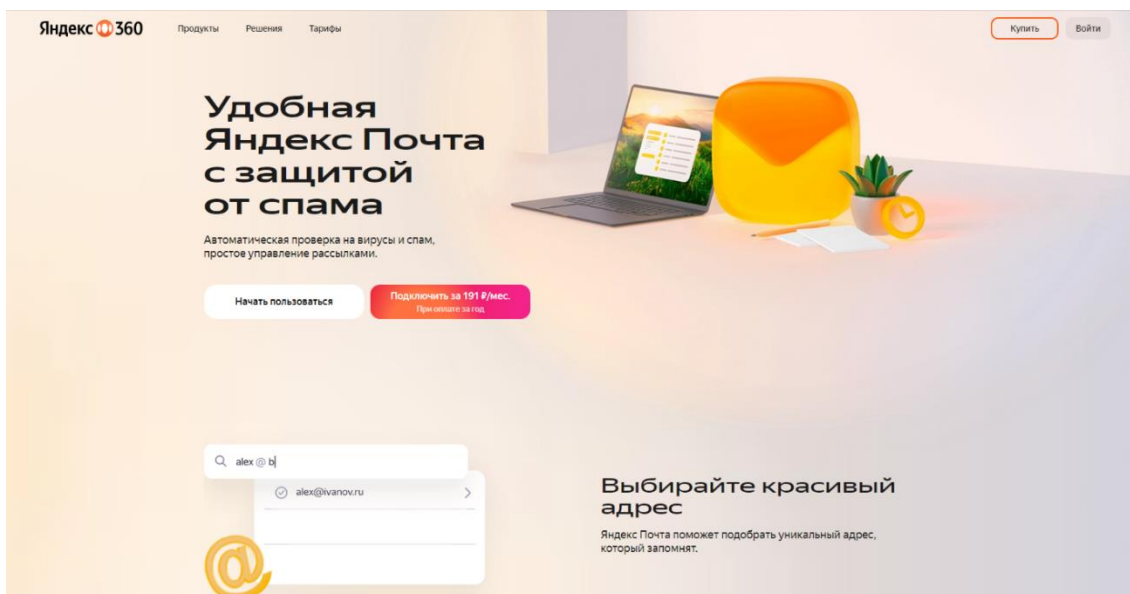 Яндекс 360
Продукты Решения Тарифы
Купить Войти
Удобная
Яндекс Почта
с защитой
от спама
Автоматическая проверка на вирусы и спам,
простое управление рассылками.
Начать пользоваться
Подключить за 191 ₽/мес.
При оплате за год
alex @ b
alex@ivanov.ru
@
Выбирайте красивый
адрес
Яндекс Почта поможет подобрать уникальный адрес,
который запомнят.